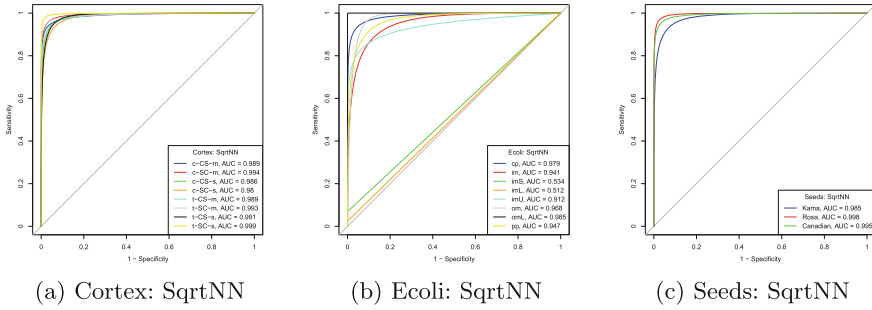 Sensitivity
1
0.8
0.6
0.4
0.2
0
Cortex: SqrtNN
c−CS−m, AUC = 0.989
c−SC−m, AUC = 0.994
c−CS−s, AUC = 0.986
c−SC−s, AUC = 0.98
t−CS−m, AUC = 0.989
t−SC−m, AUC = 0.993
t−CS−s, AUC = 0.991
t−SC−s, AUC = 0.999
0 0.2 0.4 0.6 0.8 1
1 − Specificity
(a) Cortex: SqrtNN
Sensitivity
1
0.8
0.6
0.4
0.2
0
Ecoli: SqrtNN
cp, AUC = 0.979
im, AUC = 0.941
imS, AUC = 0.534
imL, AUC = 0.512
imU, AUC = 0.912
om, AUC = 0.968
omL, AUC = 0.985
pp, AUC = 0.947
0 0.2 0.4 0.6 0.8 1
1 − Specificity
(b) Ecoli: SqrtNN
Sensitivity
1
0.8
0.6
0.4
0.2
0
Seeds: SqrtNN
Kama, AUC = 0.985
Rosa, AUC = 0.998
Canadian, AUC = 0.995
0 0.2 0.4 0.6 0.8 1
1 − Specificity
(c) Seeds: SqrtNN